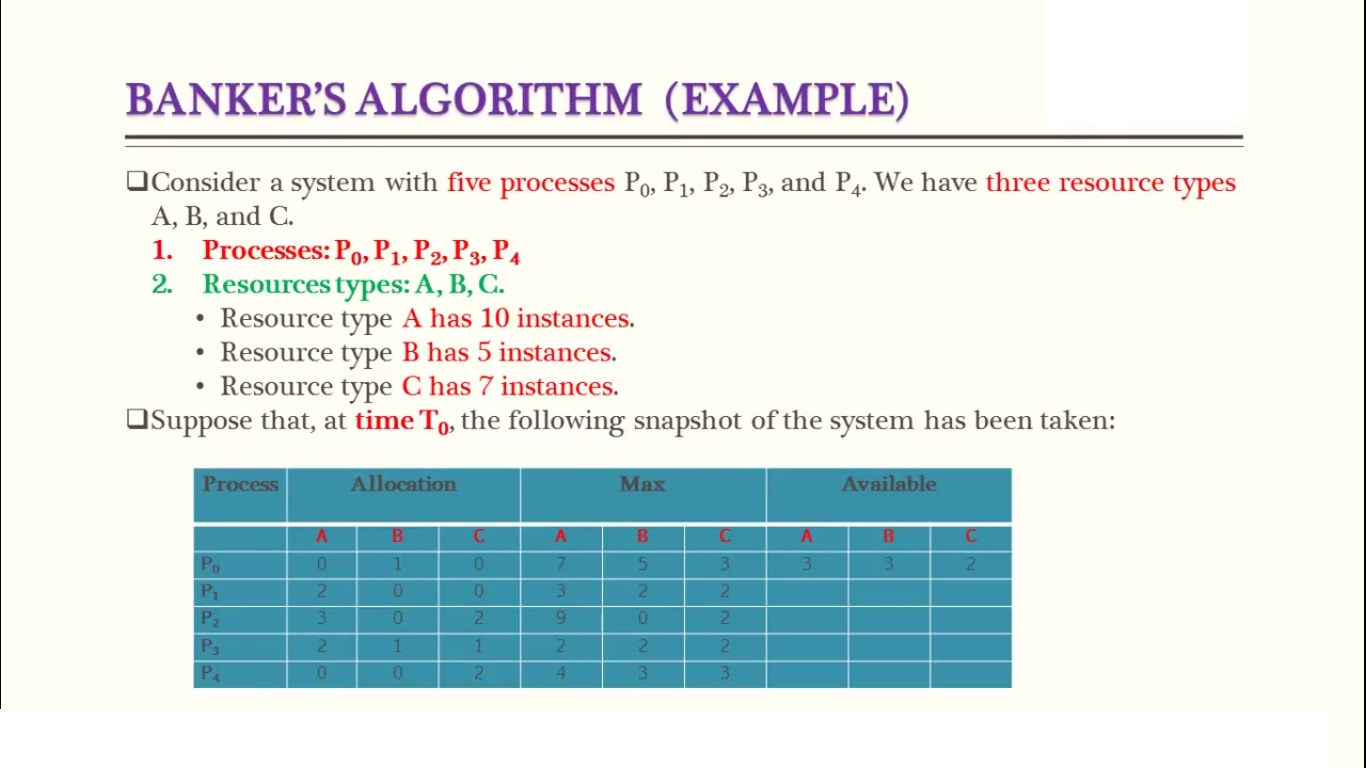 BANKER'S ALGORITHM (EXAMPLE)
❑Consider a system with five processes P₀, P₁, P₂, P₃, and P₄. We have three resource types
A, B, and C.
1. Processes: P₀, P₁, P₂, P₃, P₄
2. Resources types: A, B, C.
• Resource type A has 10 instances.
• Resource type B has 5 instances.
• Resource type C has 7 instances.
❑Suppose that, at time T₀, the following snapshot of the system has been taken:
Process Allocation Max Available
A B C A B C A B C
P₀ 0 1 0 7 5 3 3 3 2
P₁ 2 0 0 3 2 2
P₂ 3 0 2 9 0 2
P₃ 2 1 1 2 2 2
P₄ 0 0 2 4 3 3